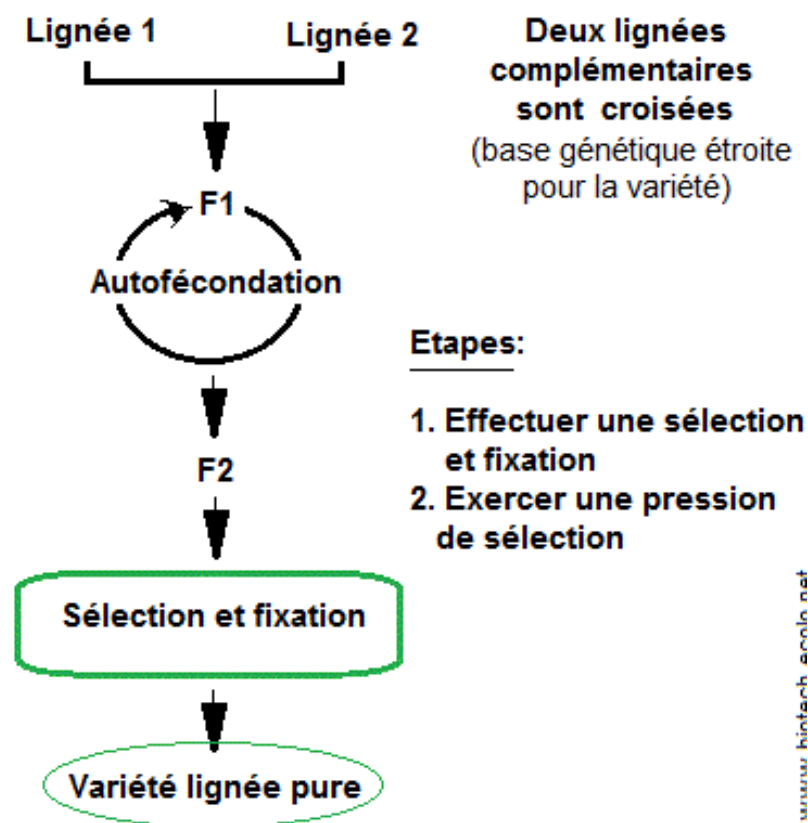 Lignée 1
Lignée 2
Deux lignées
complémentaires
sont croisées
(base génétique étroite
pour la variété)
F1
Autofécondation
F2
Sélection et fixation
Variété lignée pure
Etapes:
1. Effectuer une sélection
et fixation
2. Exercer une pression
de sélection
www.biotech.ecolo.net